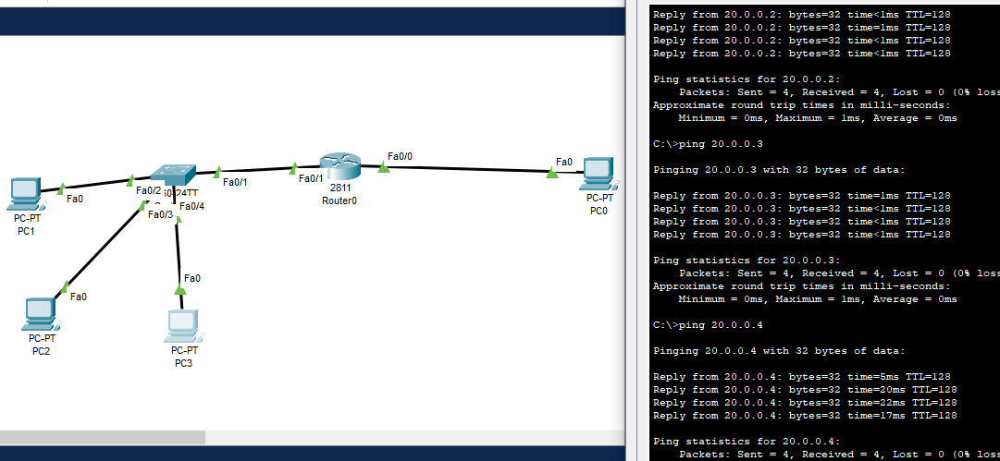 Fa0
PC-PT
PC1
Fa0/2
24TT
Fa0/3
Fa0/4
Fa0/1
Fa0/1
2811
Router0
Fa0/0
Fa0
PC-PT
PC0
Fa0
PC-PT
PC2
Fa0
PC-PT
PC3
Reply from 20.0.0.2: bytes=32 time<1ms TTL=128
Reply from 20.0.0.2: bytes=32 time=1ms TTL=128
Reply from 20.0.0.2: bytes=32 time<1ms TTL=128
Reply from 20.0.0.2: bytes=32 time<1ms TTL=128
Ping statistics for 20.0.0.2:
Packets: Sent = 4, Received = 4, Lost = 0 (0% loss
Approximate round trip times in milli-seconds:
Minimum = 0ms, Maximum = 1ms, Average = 0ms
C:\>ping 20.0.0.3
Pinging 20.0.0.3 with 32 bytes of data:
Reply from 20.0.0.3: bytes=32 time=1ms TTL=128
Reply from 20.0.0.3: bytes=32 time<1ms TTL=128
Reply from 20.0.0.3: bytes=32 time<1ms TTL=128
Reply from 20.0.0.3: bytes=32 time<1ms TTL=128
Ping statistics for 20.0.0.3:
Packets: Sent = 4, Received = 4, Lost = 0 (0% loss
Approximate round trip times in milli-seconds:
Minimum = 0ms, Maximum = 1ms, Average = 0ms
C:\>ping 20.0.0.4
Pinging 20.0.0.4 with 32 bytes of data:
Reply from 20.0.0.4: bytes=32 time=5ms TTL=128
Reply from 20.0.0.4: bytes=32 time=20ms TTL=128
Reply from 20.0.0.4: bytes=32 time=22ms TTL=128
Reply from 20.0.0.4: bytes=32 time=17ms TTL=128
Ping statistics for 20.0.0.4:
Packets: Sent = 4, Received = 4, Lost = 0 (0% loss